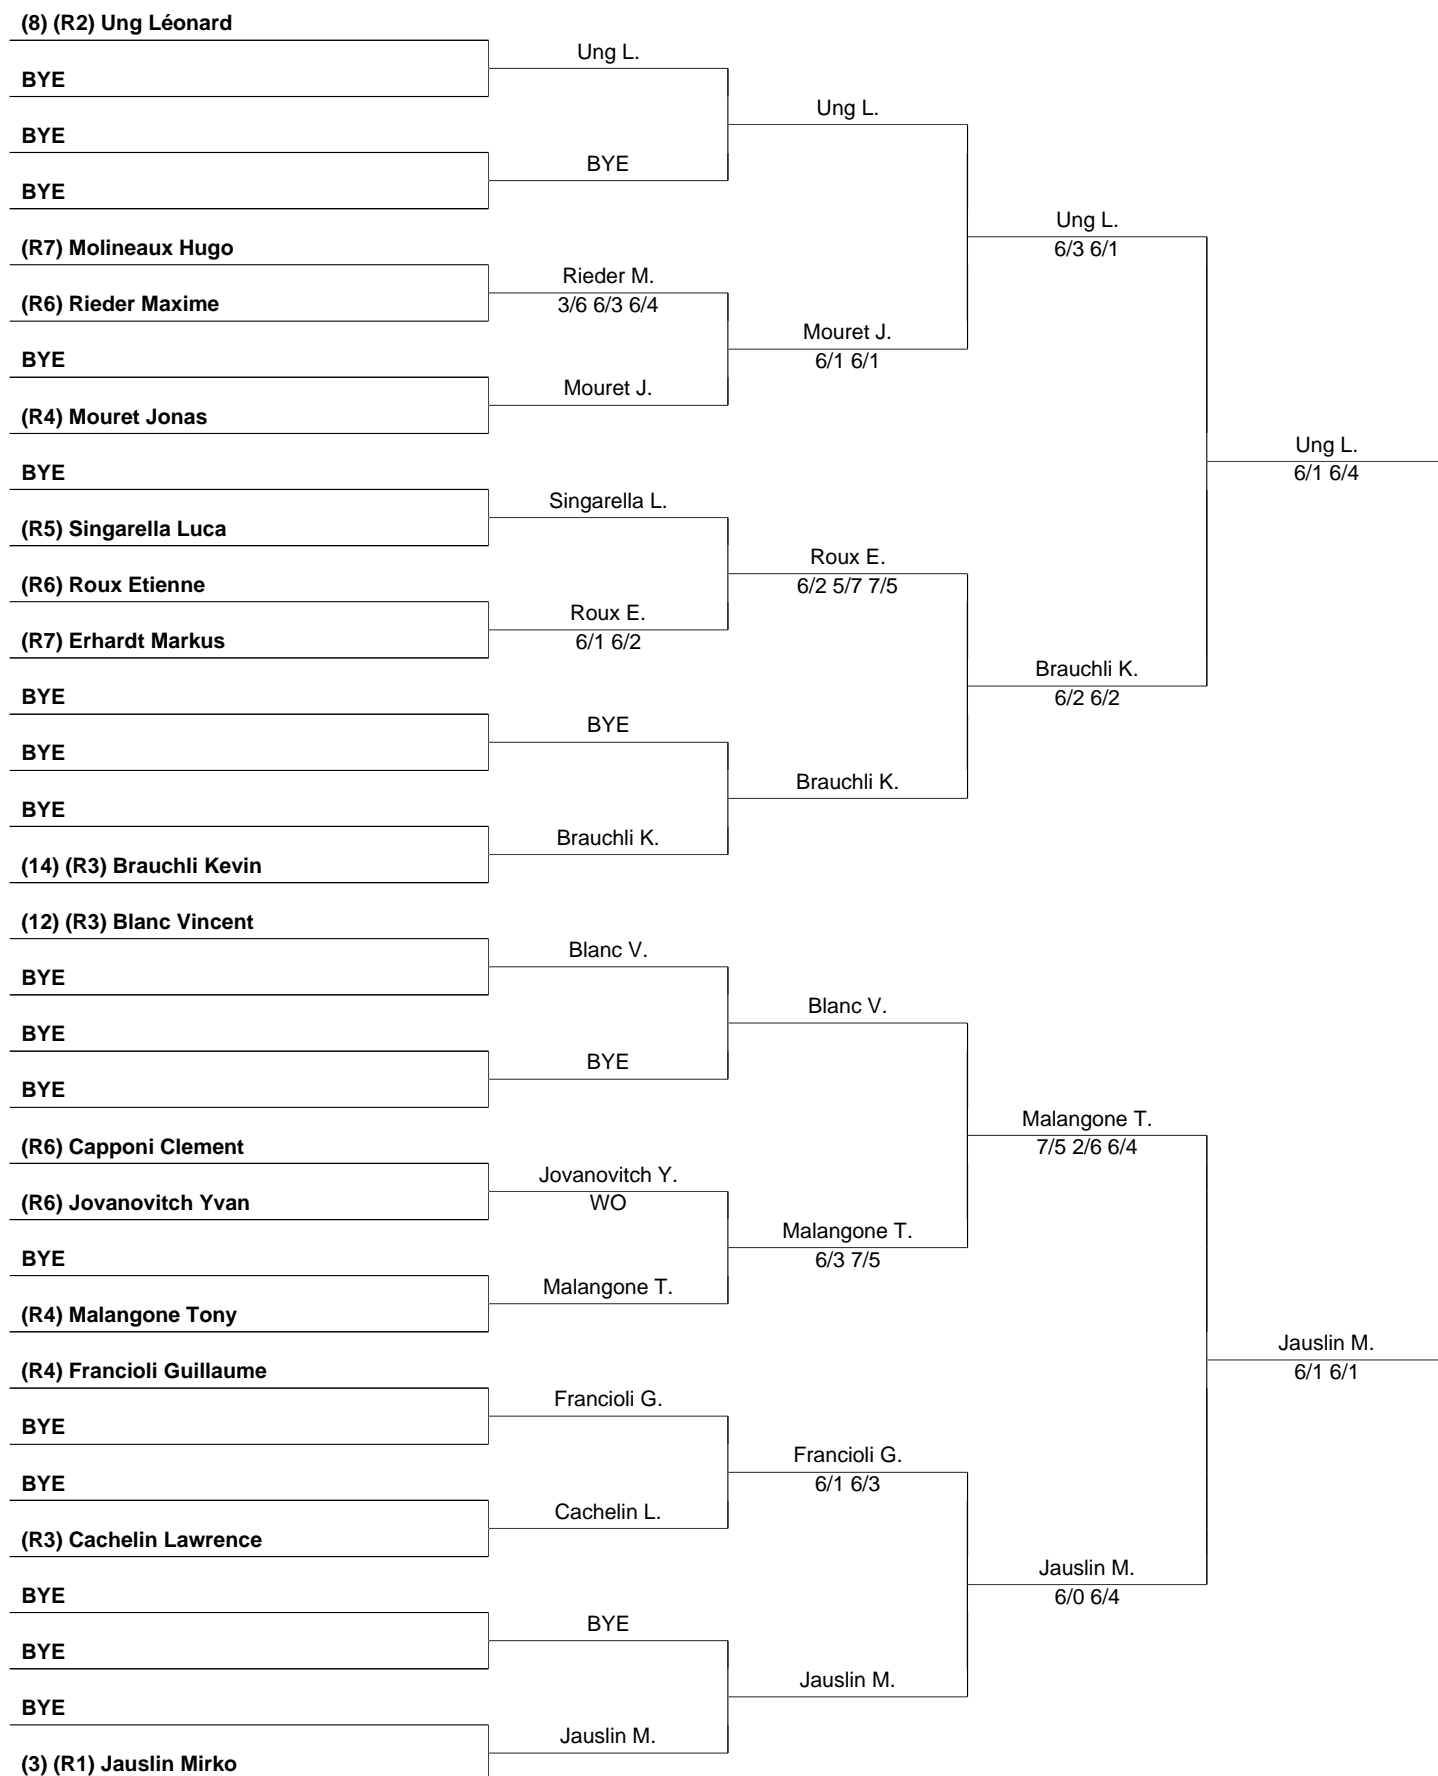 (8) (R2) Ung Léonard
BYE
BYE
BYE
(R7) Molineaux Hugo
(R6) Rieder Maxime
BYE
(R4) Mouret Jonas
BYE
(R5) Singarella Luca
(R6) Roux Etienne
(R7) Erhardt Markus
BYE
BYE
BYE
(14) (R3) Brauchli Kevin
(12) (R3) Blanc Vincent
BYE
BYE
BYE
(R6) Capponi Clement
(R6) Jovanovitch Yvan
BYE
(R4) Malangone Tony
(R4) Francioli Guillaume
BYE
BYE
(R3) Cachelin Lawrence
BYE
BYE
BYE
(3) (R1) Jauslin Mirko
Ung L.
BYE
Rieder M.
3/6 6/3 6/4
Mouret J.
Singarella L.
Roux E.
6/1 6/2
BYE
Brauchli K.
Blanc V.
BYE
Jovanovitch Y.
WO
Malangone T.
Francioli G.
Cachelin L.
BYE
Jauslin M.
Ung L.
Mouret J.
6/1 6/1
Roux E.
6/2 5/7 7/5
Brauchli K.
Blanc V.
Malangone T.
6/3 7/5
Francioli G.
6/1 6/3
Jauslin M.
Ung L.
6/3 6/1
Brauchli K.
6/2 6/2
Malangone T.
7/5 2/6 6/4
Jauslin M.
6/0 6/4
Ung L.
6/1 6/4
Jauslin M.
6/1 6/1